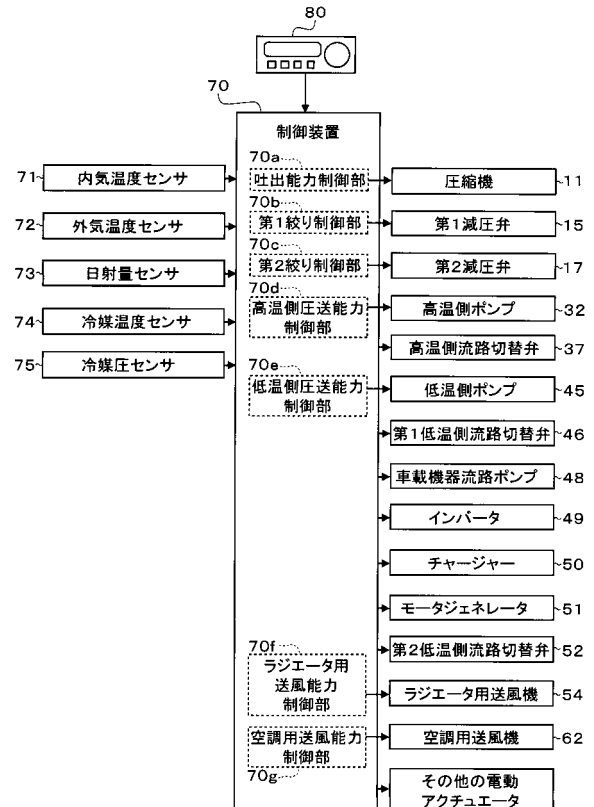 80
70
制御装置
71
内気温度センサ
72
外気温度センサ
73
日射量センサ
74
冷媒温度センサ
75
冷媒圧センサ
70a
吐出能力制御部
70b
第1絞り制御部
70c
第2絞り制御部
70d
高温側圧送能力
制御部
70e
低温側圧送能力
制御部
70f
ラジエータ用
送風能力
制御部
空調用送風能力
制御部
70g
圧縮機
11
第1減圧弁
15
第2減圧弁
17
高温側ポンプ
32
高温側流路切替弁
37
低温側ポンプ
45
第1低温側流路切替弁
46
車載機器流路ポンプ
48
インバータ
49
チャージャー
50
モータジェネレータ
51
第2低温側流路切替弁
52
ラジエータ用送風機
54
空調用送風機
62
その他の電動
アクチュエータ